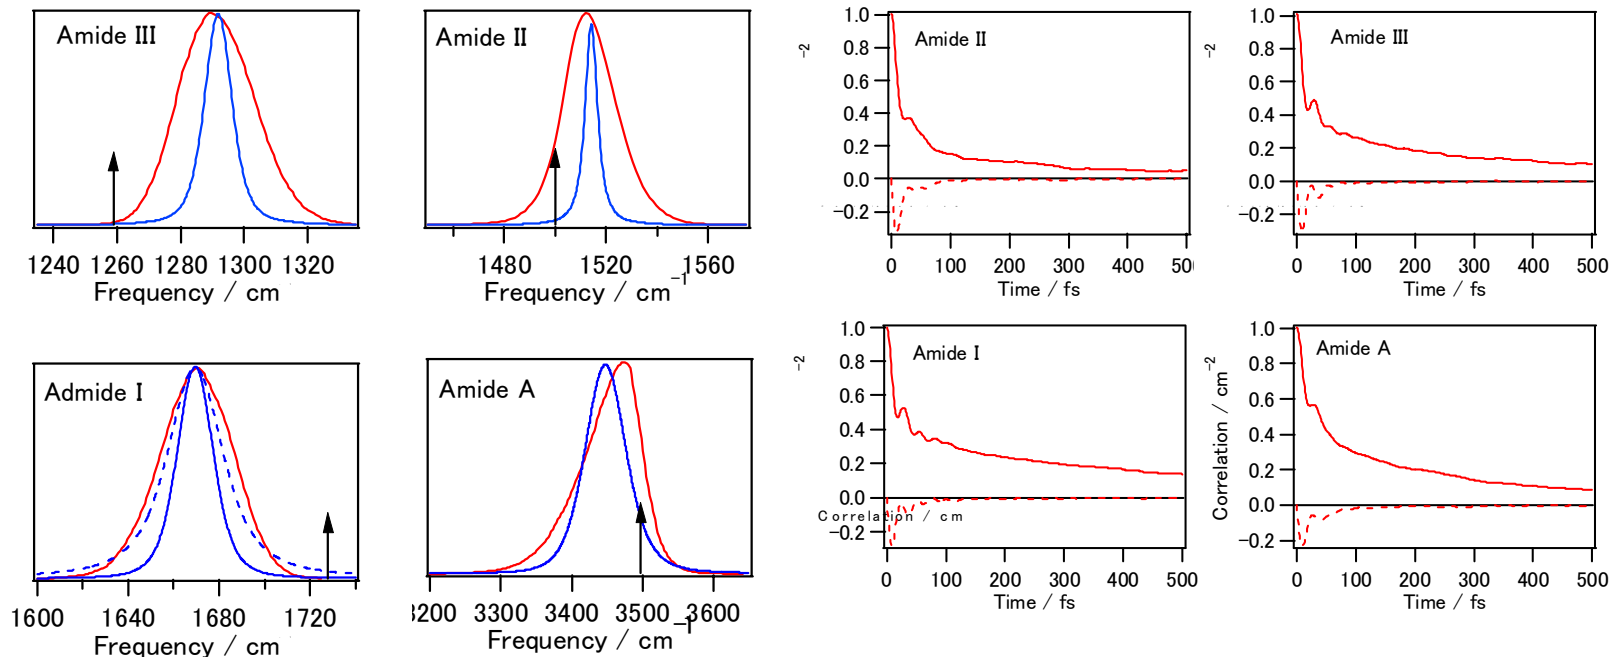 Amide III
1240 1260 1280 1300 1320
Frequency / cm
Amide II
1480 1520 1560
Frequency / cm-1
-2
1.0
0.8
0.6
0.4
0.2
0.0
-0.2
Amide II
0 100 200 300 400 50
Time / fs
-2
1.0
0.8
0.6
0.4
0.2
0.0
-0.2
Amide III
0 100 200 300 400 500
Time / fs
Admide I
1600 1640 1680 1720
Frequency / cm
Amide A
3200 3300 3400 3500 3600
Frequency / cm-1
-2
1.0
0.8
0.6
0.4
0.2
0.0
-0.2
Amide I
Correlation / cm
0 100 200 300 400 500
Time / fs
Correlation / cm-2
1.0
0.8
0.6
0.4
0.2
0.0
-0.2
Amide A
0 100 200 300 400 500
Time / fs